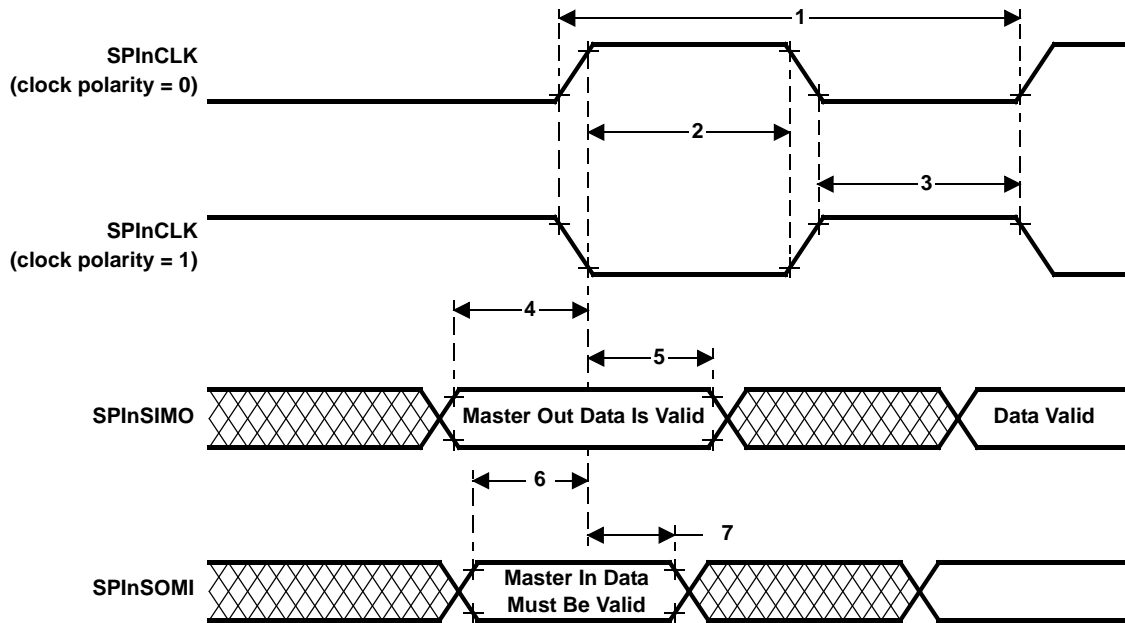 1
SPInCLK
(clock polarity = 0)
2
3
SPInCLK
(clock polarity = 1)
4
5
SPInSIMO
Master Out Data Is Valid
Data Valid
6
7
SPInSOMI
Master In Data
Must Be Valid